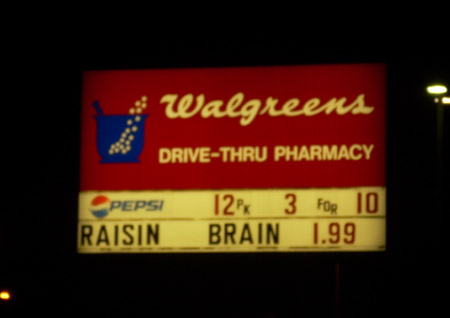 Walgreens
DRIVE-THRU PHARMACY
PEPSI 12PK 3 FOR 10
RAISIN BRAIN 1.99